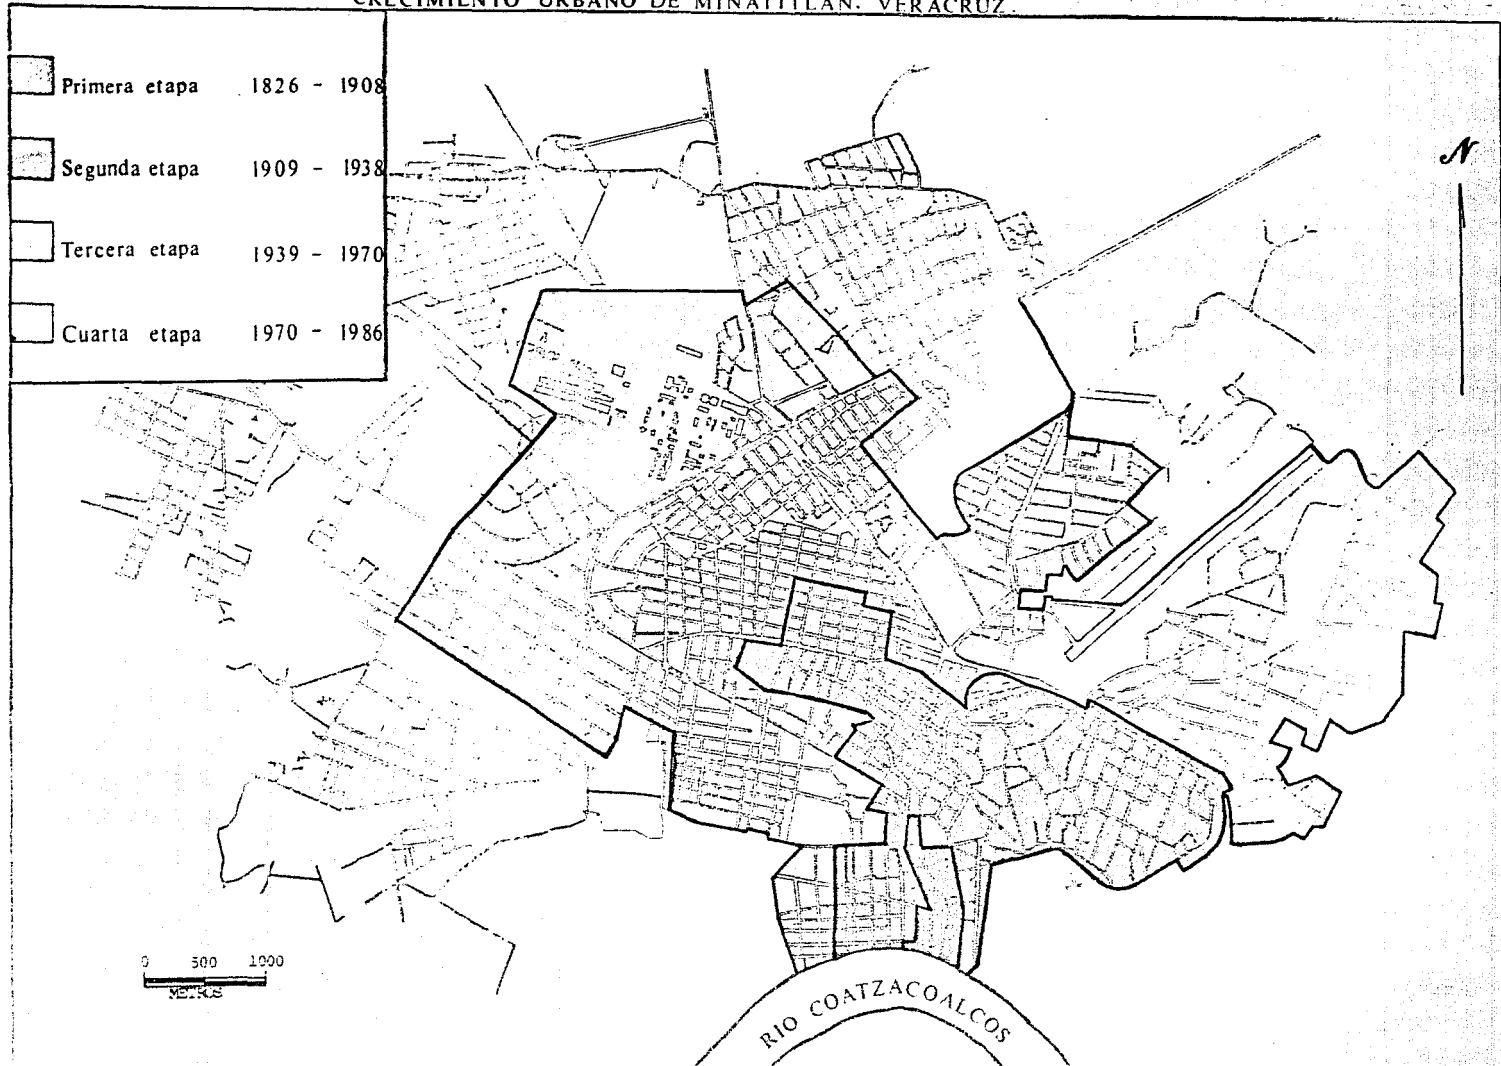 CRECIMIENTO URBANO DE MINATITLAN. VERACRUZ.
Primera etapa 1826 - 1908
Segunda etapa 1909 - 1938
Tercera etapa 1939 - 1970
Cuarta etapa 1970 - 1986
N
0 500 1000
METROS
RIO COATZACOALCOS